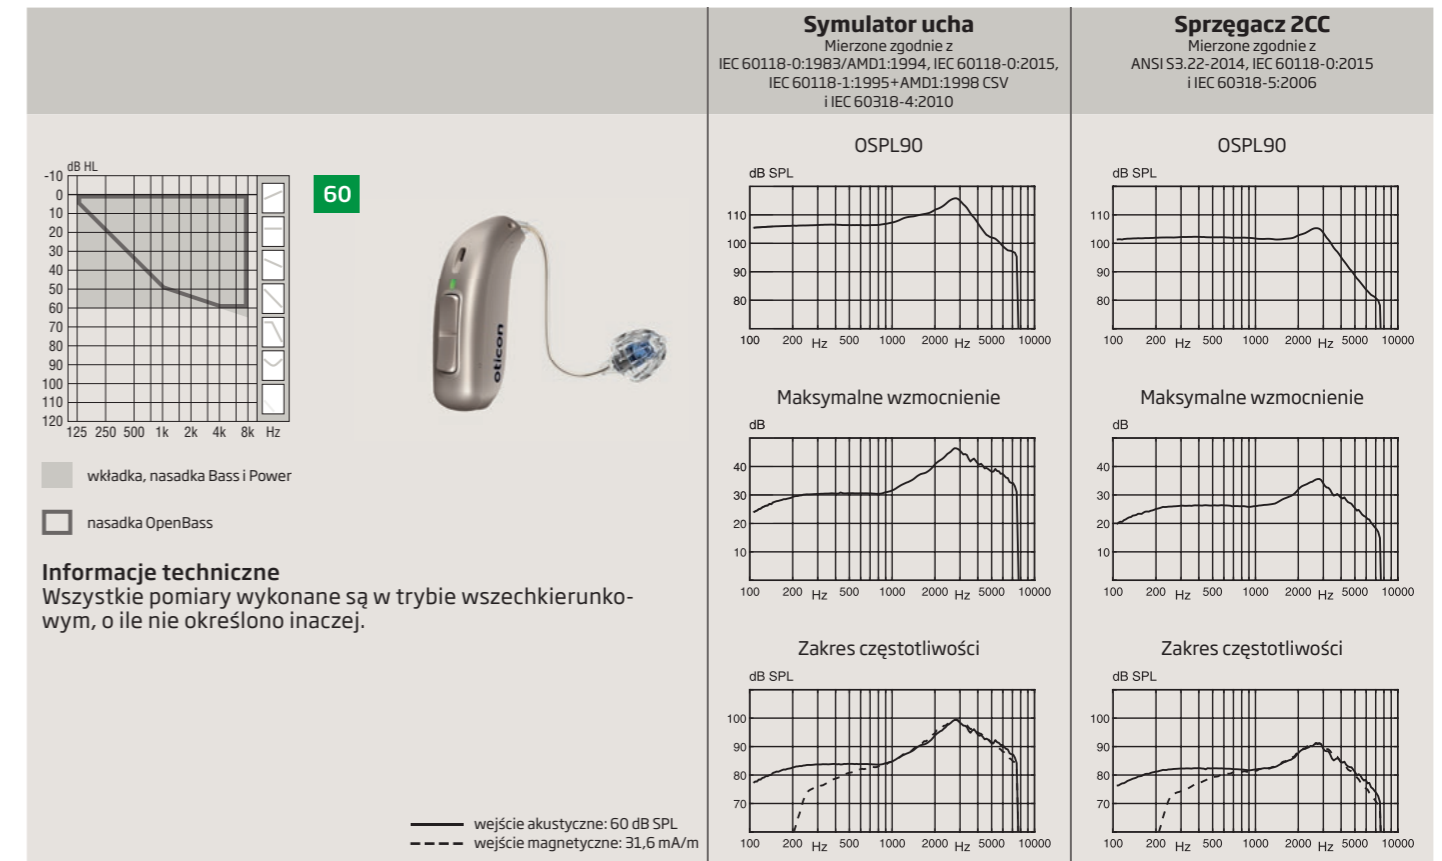 Symulator ucha
Mierzone zgodnie z
IEC 60118-0:1983/AMD1:1994, IEC 60118-0:2015,
IEC 60118-1:1995+AMD1:1998 CSV
i IEC 60318-4:2010
Sprzęgacz 2CC
Mierzone zgodnie z
ANSI S3.22-2014, IEC 60118-0:2015
i IEC 60318-5:2006
dB HL
-10
0
10
20
30
40
50
60
70
80
90
100
110
120
125 250 500 1k 2k 4k 8k Hz
60
oticon
wkładka, nasadka Bass i Power
nasadka OpenBass
Informacje techniczne
Wszystkie pomiary wykonane są w trybie wszechkierunko-
wym, o ile nie określono inaczej.
wejście akustyczne: 60 dB SPL
wejście magnetyczne: 31,6 mA/m
OSPL90
dB SPL
110
100
90
80
100 200 Hz 500 1000 2000 Hz 5000 10000
Maksymalne wzmocnienie
dB
40
30
20
10
100 200 Hz 500 1000 2000 Hz 5000 10000
Zakres częstotliwości
dB SPL
100
90
80
70
100 200 Hz 500 1000 2000 Hz 5000 10000
OSPL90
dB SPL
110
100
90
80
100 200 Hz 500 1000 2000 Hz 5000 10000
Maksymalne wzmocnienie
dB
40
30
20
10
100 200 Hz 500 1000 2000 Hz 5000 10000
Zakres częstotliwości
dB SPL
100
90
80
70
100 200 Hz 500 1000 2000 Hz 5000 10000